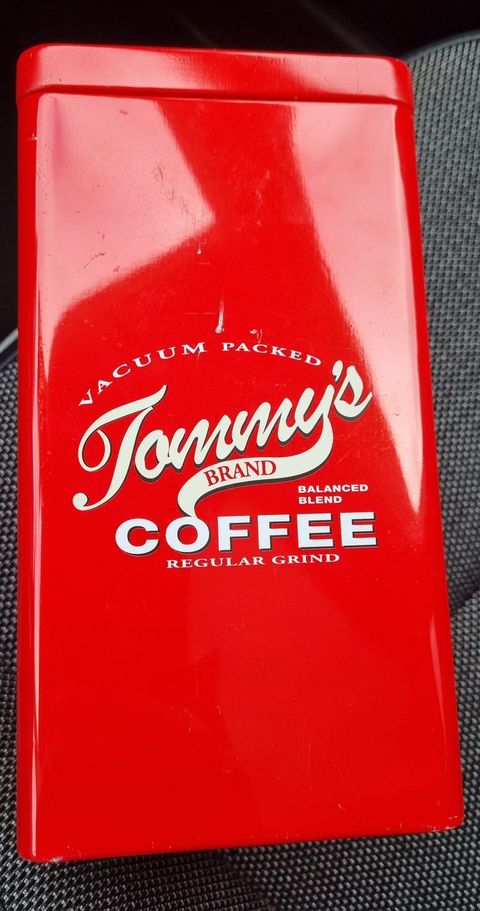 VACUUM PACKED
Tommy's
BRAND
BALANCED
BLEND
COFFEE
REGULAR GRIND